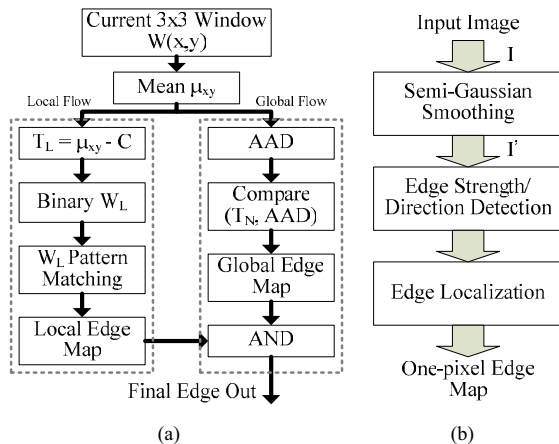 Current 3x3 Window
W(x,y)
Mean μxy
Local Flow
Global Flow
TL = μxy - C
Binary WL
WL Pattern
Matching
Local Edge
Map
AAD
Compare
(TN, AAD)
Global Edge
Map
AND
Final Edge Out
(a)
Input Image
I
Semi-Gaussian
Smoothing
I'
Edge Strength/
Direction Detection
Edge Localization
One-pixel Edge
Map
(b)